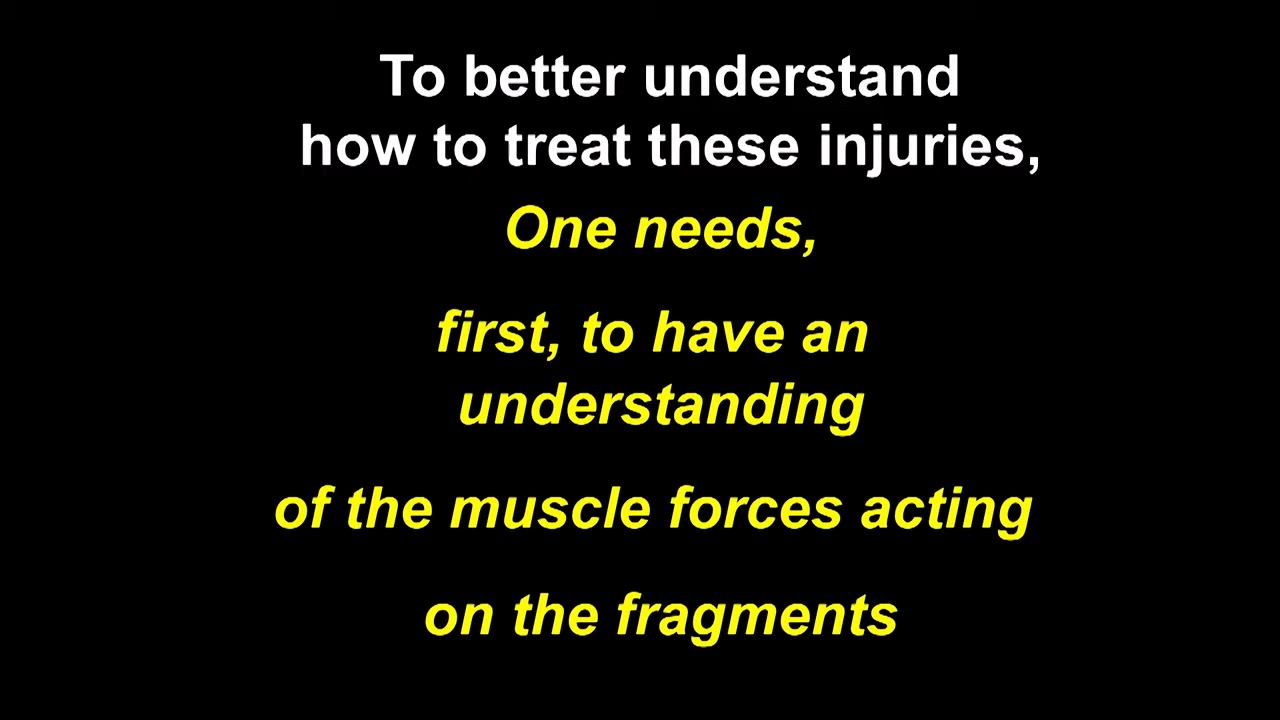 To better understand
how to treat these injuries,
One needs,
first, to have an
understanding
of the muscle forces acting
on the fragments